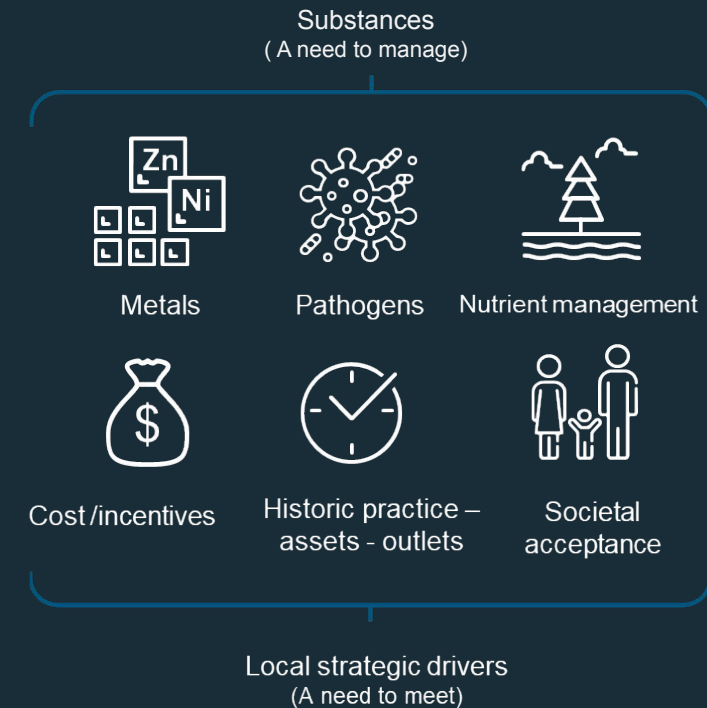 Substances
( A need to manage)
Zn
Ni
Metals
Pathogens
Nutrient management
$
Cost/incentives
Historic practice –
assets - outlets
Societal
acceptance
Local strategic drivers
(A need to meet)